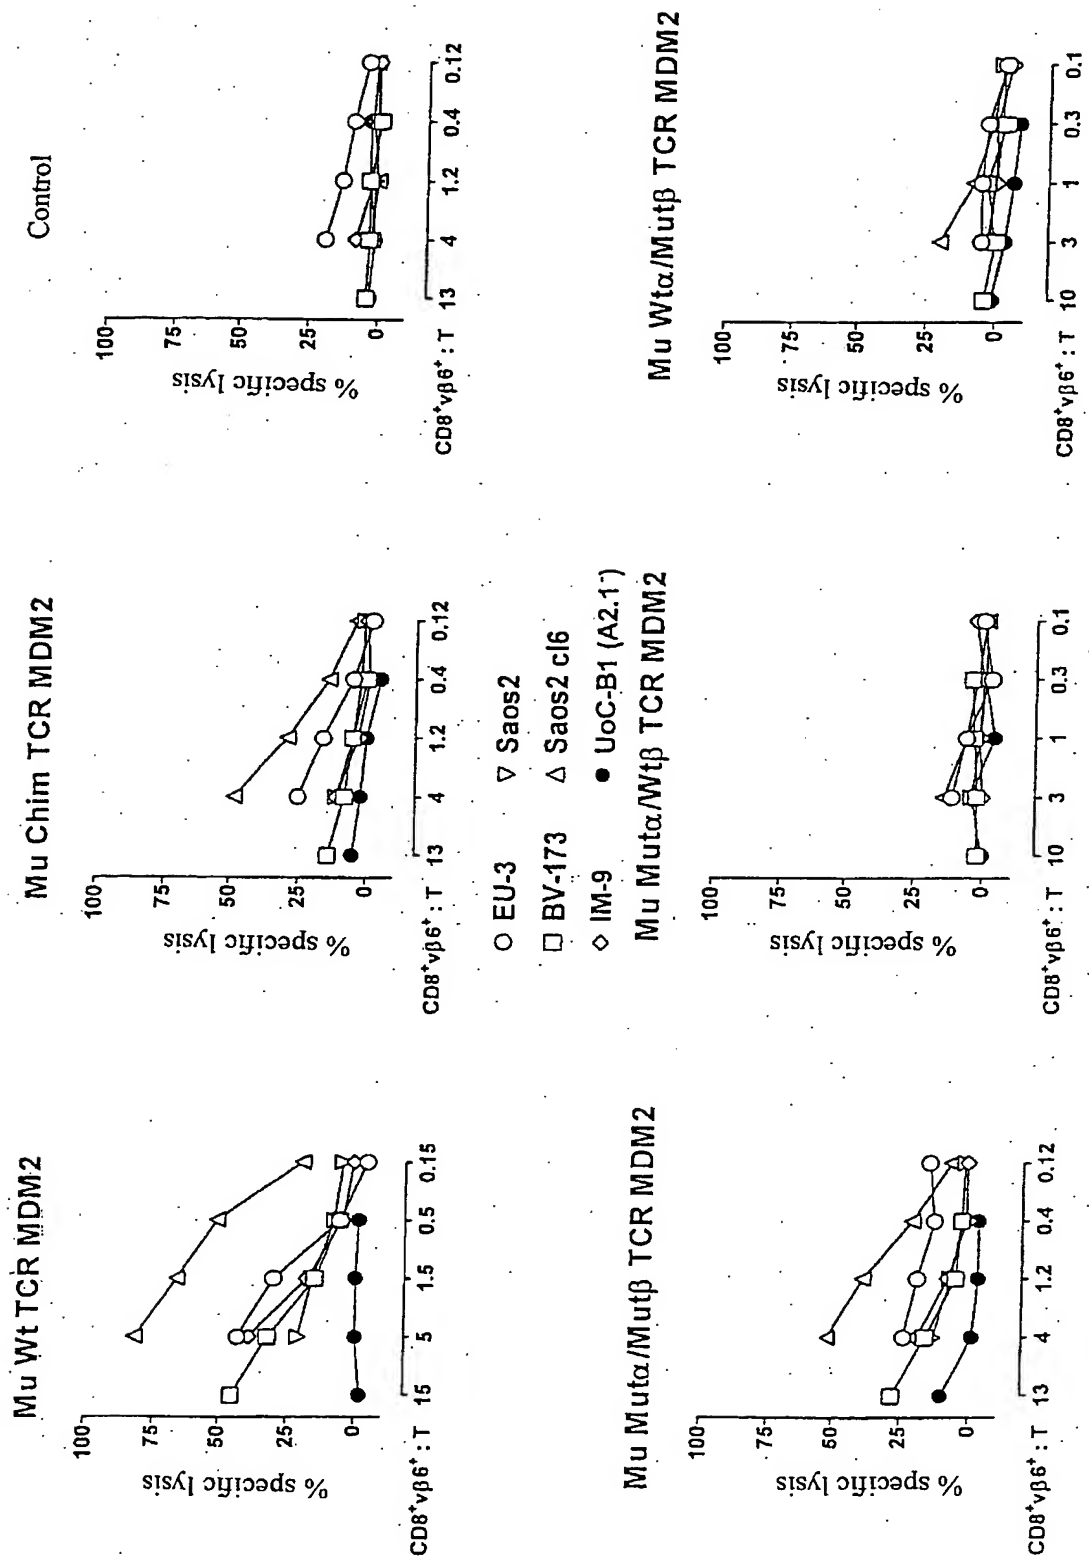 Mu Wt TCR MDM2
% specific lysis
100
75
50
25
0
CD8⁺vβ6⁺: T
15
5
1.5
0.5
0.15
Mu Chim TCR MDM2
% specific lysis
100
75
50
25
0
CD8⁺vβ6⁺: T
13
4
1.2
0.4
0.12
Control
% specific lysis
100
75
50
25
0
CD8⁺vβ6⁺: T
13
4
1.2
0.4
0.12
EU-3
Saos2
BV-173
Saos2 cl6
IM-9
UoC-B1 (A2.1⁻)
Mu Mutα/Mutβ TCR MDM2
% specific lysis
100
75
50
25
0
CD8⁺vβ6⁺: T
13
4
1.2
0.4
0.12
Mu Mutα/Wtβ TCR MDM2
% specific lysis
100
75
50
25
0
CD8⁺vβ6⁺: T
10
3
1
0.3
0.1
Mu Wtα/Mutβ TCR MDM2
% specific lysis
100
75
50
25
0
CD8⁺vβ6⁺: T
10
3
1
0.3
0.1